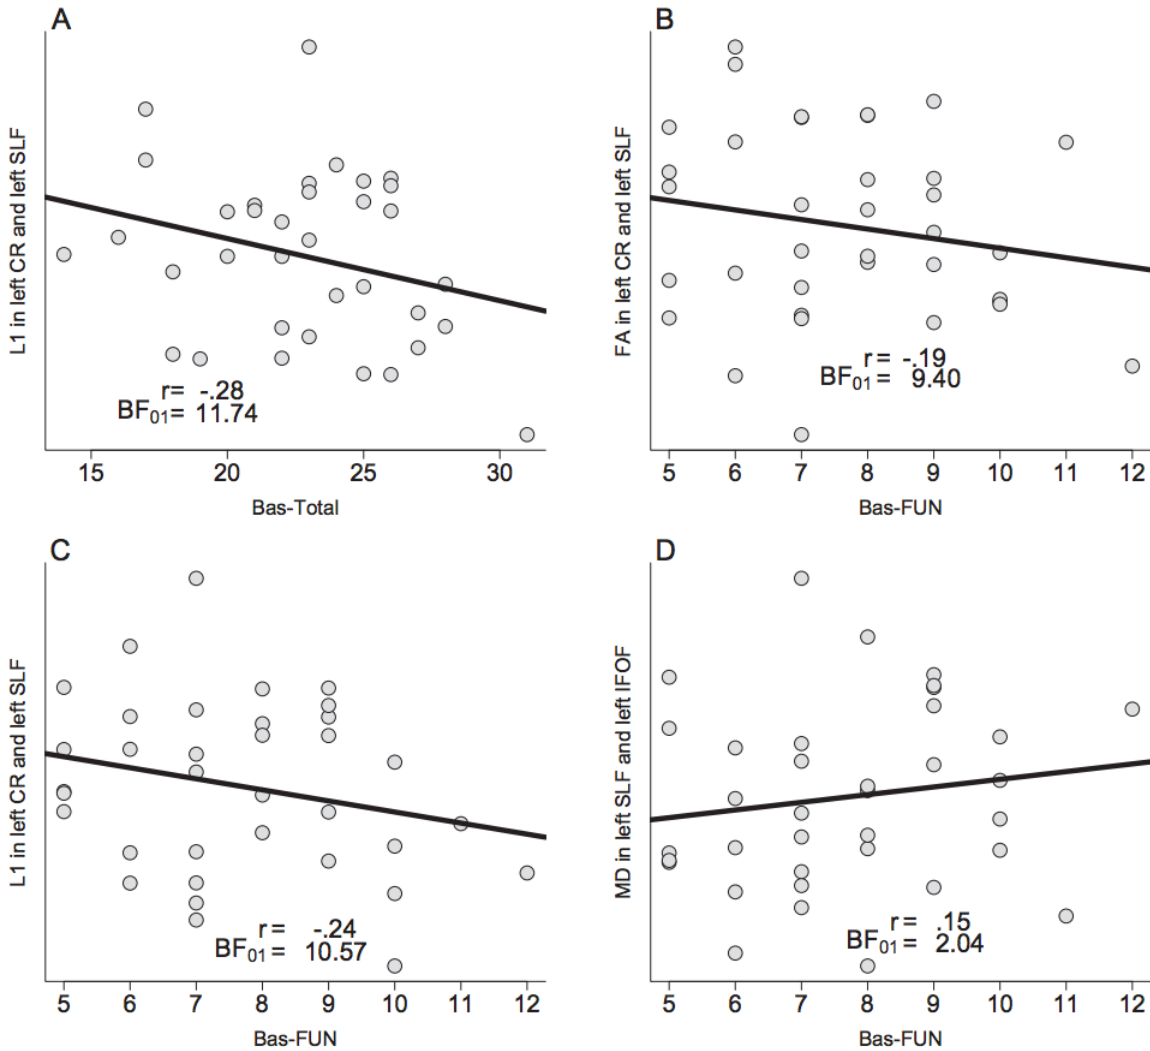 A
L1 in left CR and left SLF
r= -.28
BF01= 11.74
15 20 25 30
Bas-Total
B
FA in left CR and left SLF
r= -.19
BF01= 9.40
5 6 7 8 9 10 11 12
Bas-FUN
C
L1 in left CR and left SLF
r= -.24
BF01= 10.57
5 6 7 8 9 10 11 12
Bas-FUN
D
MD in left SLF and left IFOF
r= .15
BF01= 2.04
5 6 7 8 9 10 11 12
Bas-FUN